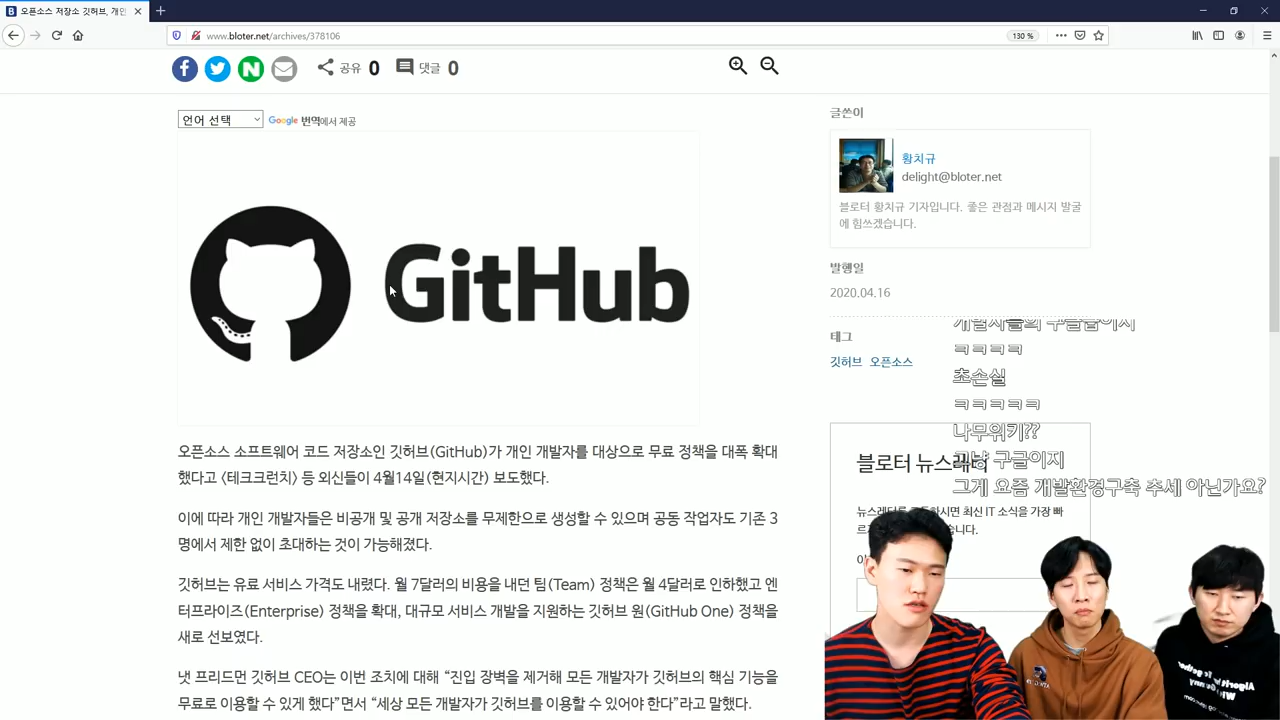 오픈소스 저장소 깃허브, 개인
www.bloter.net/archives/378106
130 %
공유 0
댓글 0
언어 선택
Google 번역에서 제공
GitHub
오픈소스 소프트웨어 코드 저장소인 깃허브(GitHub)가 개인 개발자를 대상으로 무료 정책을 대폭 확대
했다고 <테크크런치> 등 외신들이 4월14일(현지시간) 보도했다.
이에 따라 개인 개발자들은 비공개 및 공개 저장소를 무제한으로 생성할 수 있으며 공동 작업자도 기존 3
명에서 제한 없이 초대하는 것이 가능해졌다.
깃허브는 유료 서비스 가격도 내렸다. 월 7달러의 비용을 내던 팀(Team) 정책은 월 4달러로 인하했고 엔
터프라이즈(Enterprise) 정책을 확대, 대규모 서비스 개발을 지원하는 깃허브 원(GitHub One) 정책을
새로 선보였다.
냇 프리드먼 깃허브 CEO는 이번 조치에 대해 “진입 장벽을 제거해 모든 개발자가 깃허브의 핵심 기능을
무료로 이용할 수 있게 했다”면서 “세상 모든 개발자가 깃허브를 이용할 수 있어야 한다”라고 말했다.
글쓴이
황치규
delight@bloter.net
블로터 황치규 기자입니다. 좋은 관점과 메시지 발굴
에 힘쓰겠습니다.
발행일
2020.04.16
태그
깃허브 오픈소스
ㅋㅋㅋㅋ
초손실
ㅋㅋㅋㅋㅋ
나무위키??
그냥 구글이지
그게 요즘 개발환경구축 추세 아닌가요?
블로터 뉴스레터
최신 IT 소식을 가장 빠